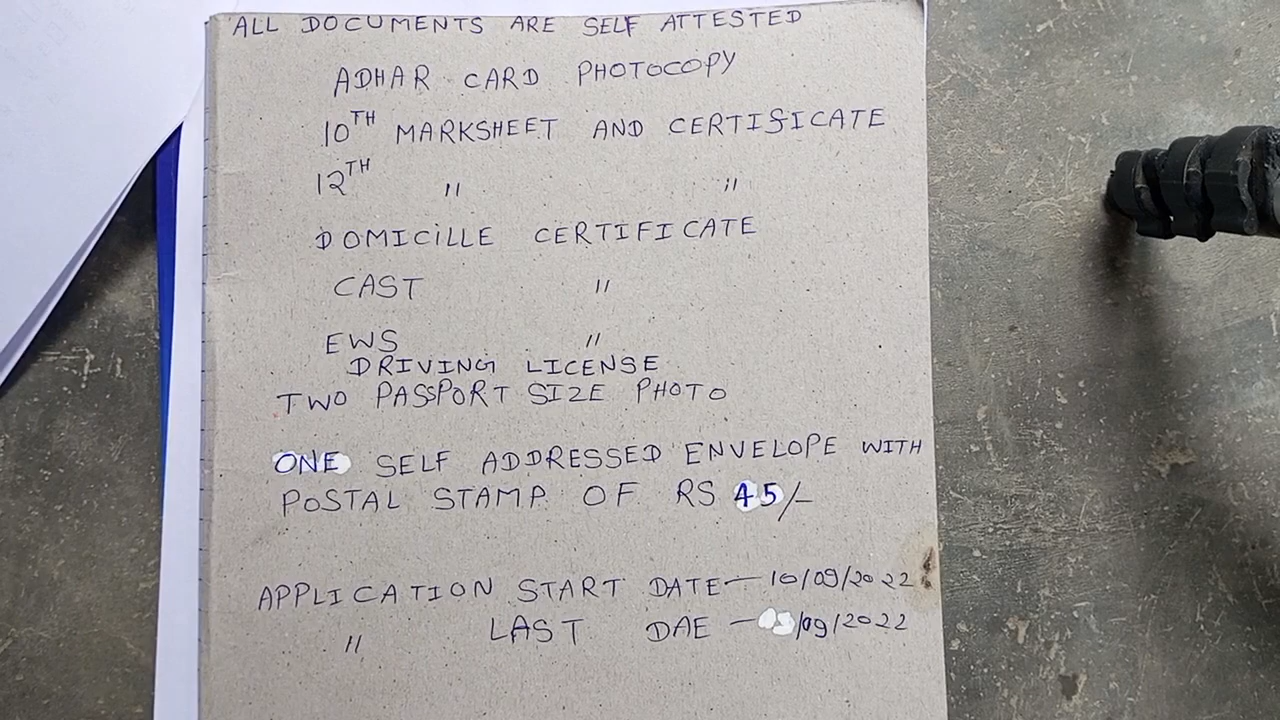 ALL DOCUMENTS ARE SELF ATTESTED
ADHAR CARD PHOTOCOPY
10TH MARKSHEET AND CERTIFICATE
12TH " "
DOMICILLE CERTIFICATE
CAST "
EWS "
DRIVING LICENSE
TWO PASSPORT SIZE PHOTO
ONE SELF ADDRESSED ENVELOPE WITH
POSTAL STAMP OF RS 45/-
APPLICATION START DATE — 10/09/2022
" LAST DAE — /09/2022